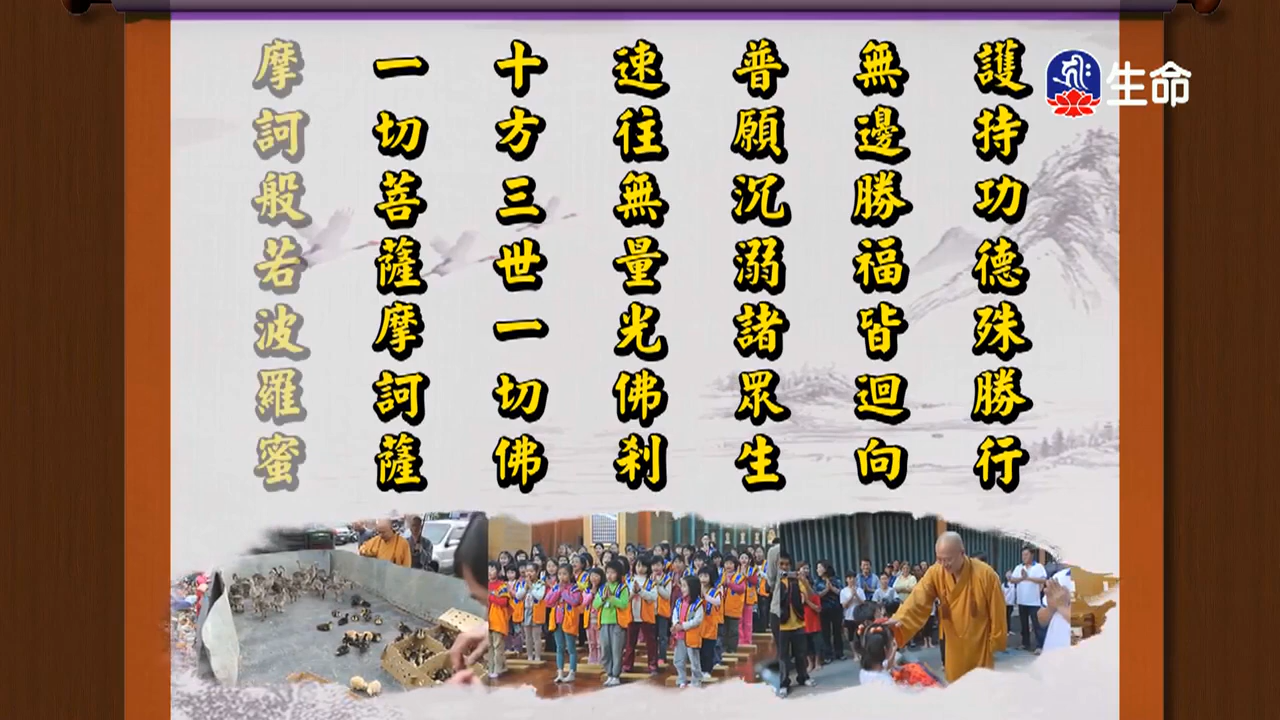 護持功德殊勝行
無邊勝福皆迴向
普願沉溺諸眾生
速往無量光佛剎
十方三世一切佛
一切菩薩摩訶薩
摩訶般若波羅蜜
生命